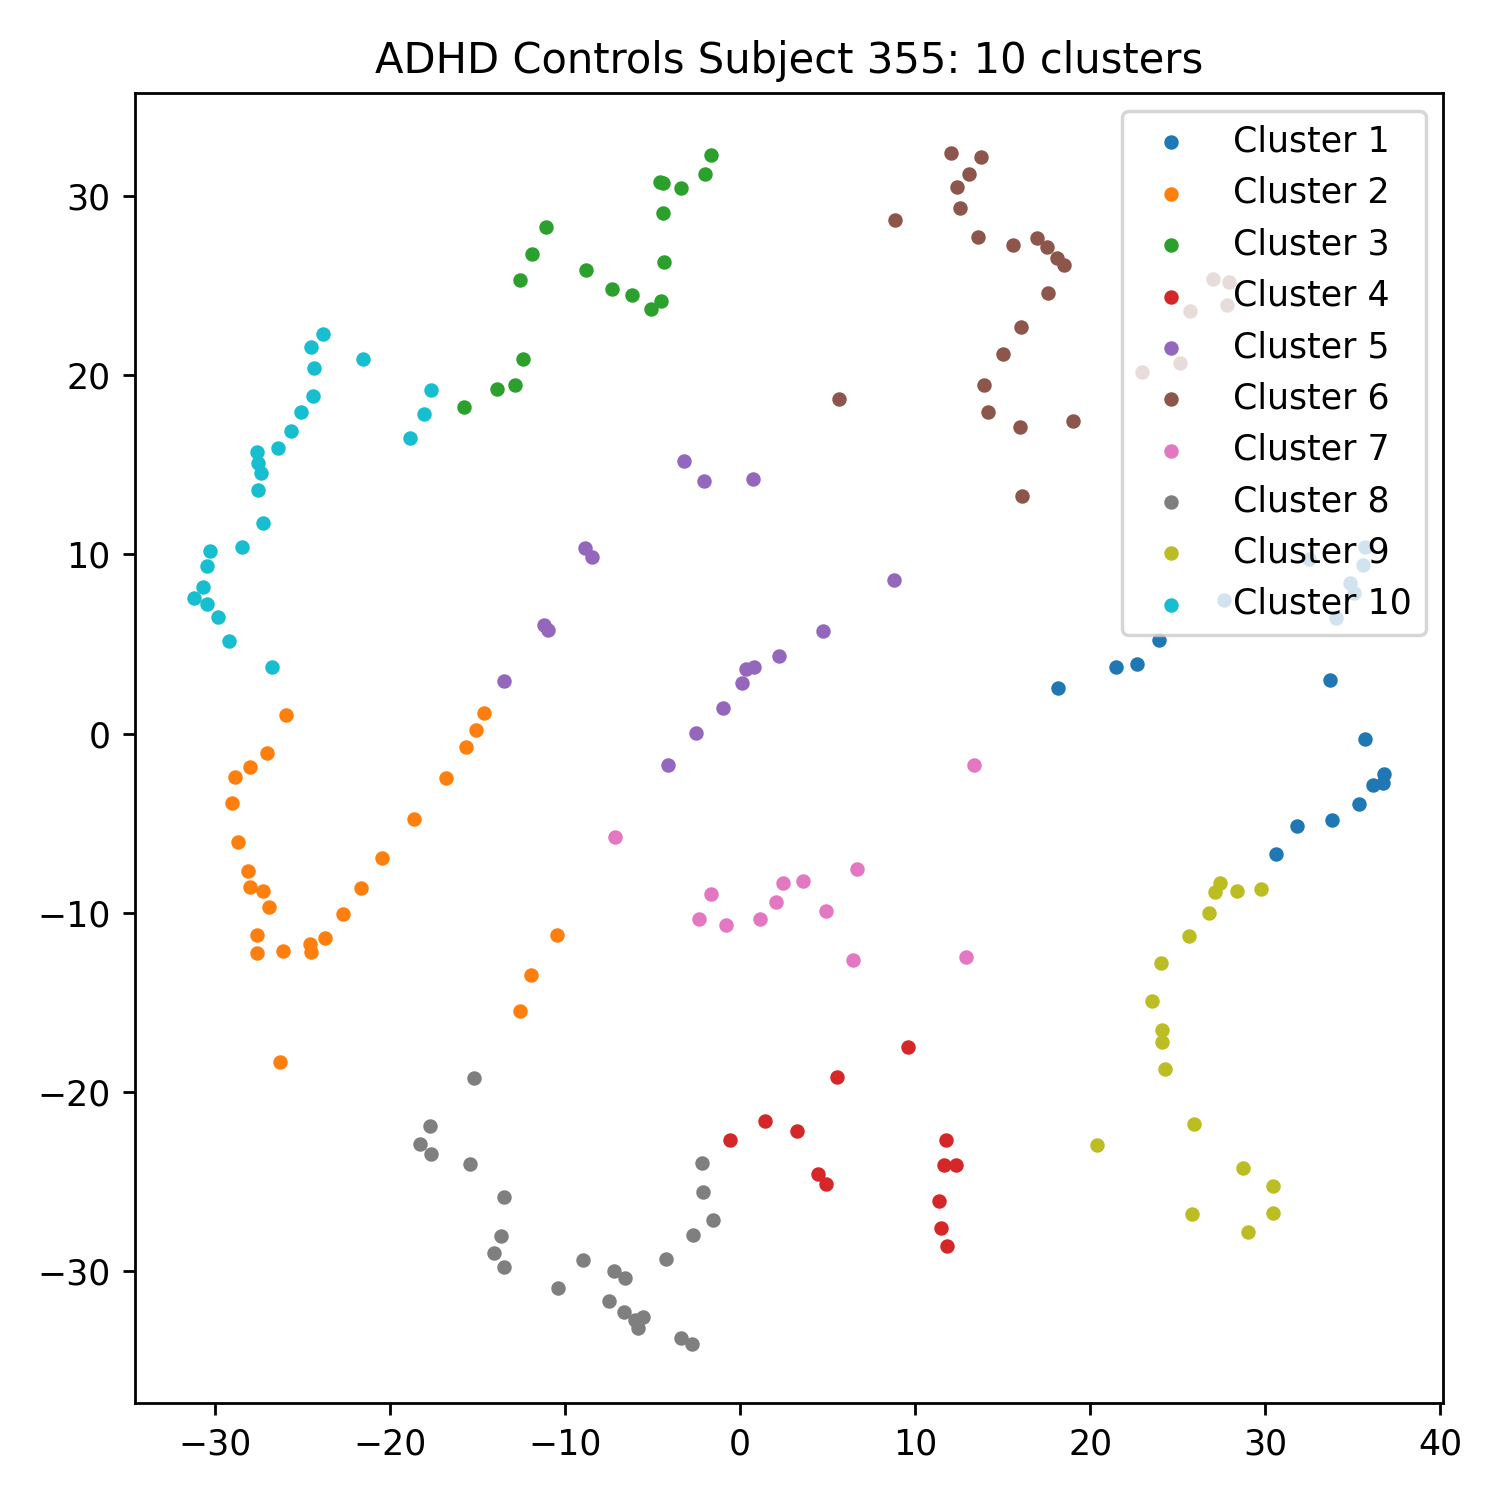 ADHD Controls Subject 355: 10 clusters
Cluster 1
Cluster 2
Cluster 3
Cluster 4
Cluster 5
Cluster 6
Cluster 7
Cluster 8
Cluster 9
Cluster 10
30
20
10
0
−10
−20
−30
−30 −20 −10 0 10 20 30 40